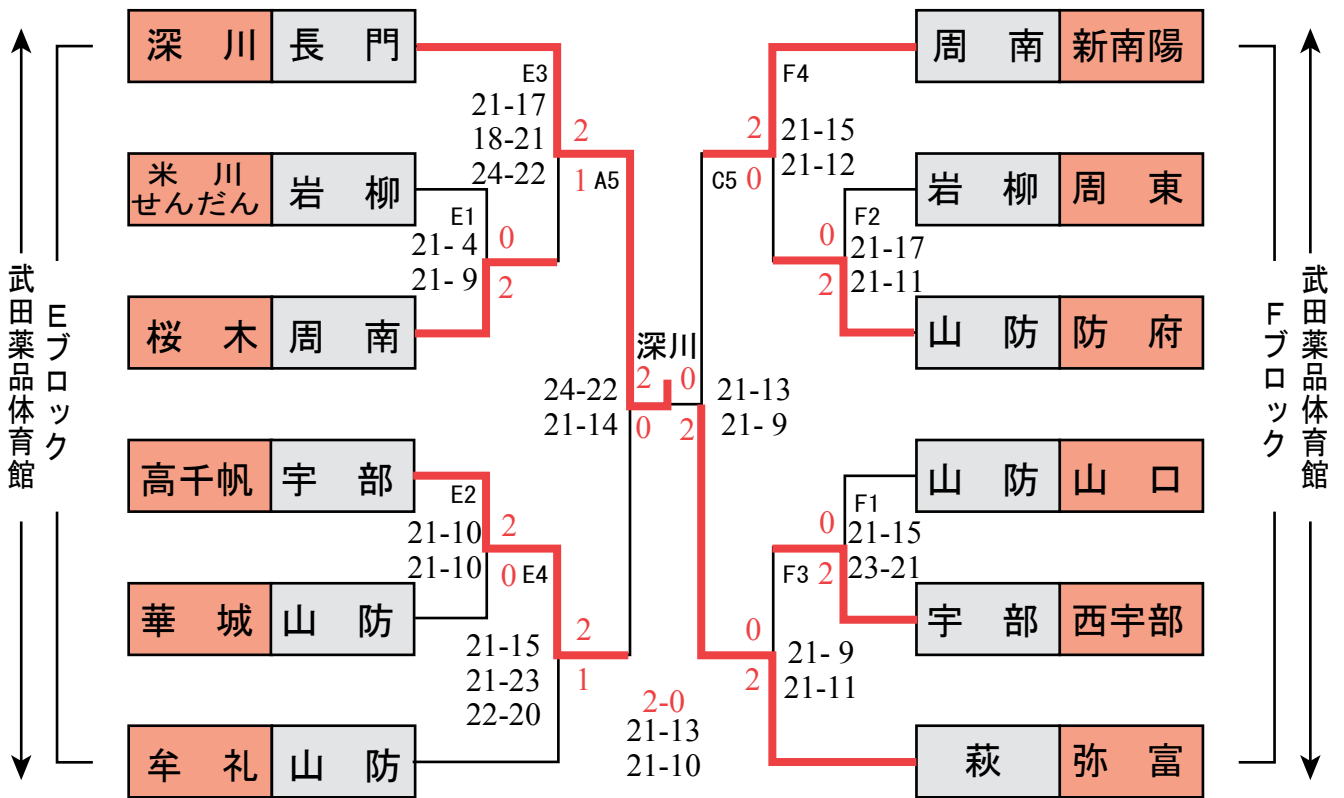 武田薬品体育館
Eブロック
深川 長門
米川せんだん 岩柳
桜木 周南
高千帆 宇部
華城 山防
牟礼 山防
E3
21-17
18-21
24-22
2
1
A5
E1
21- 4
21- 9
0
2
E2
21-10
21-10
2
0
E4
21-15
21-23
22-20
2
1
24-22
21-14
深川
2 0
0 2
21-13
21- 9
2-0
21-13
21-10
F4
21-15
21-12
2
0
C5
F2
21-17
21-11
0
2
F1
21-15
23-21
0
2
F3
21- 9
21-11
0
2
周南 新南陽
岩柳 周東
山防 防府
山防 山口
宇部 西宇部
萩 弥富
Fブロック
武田薬品体育館